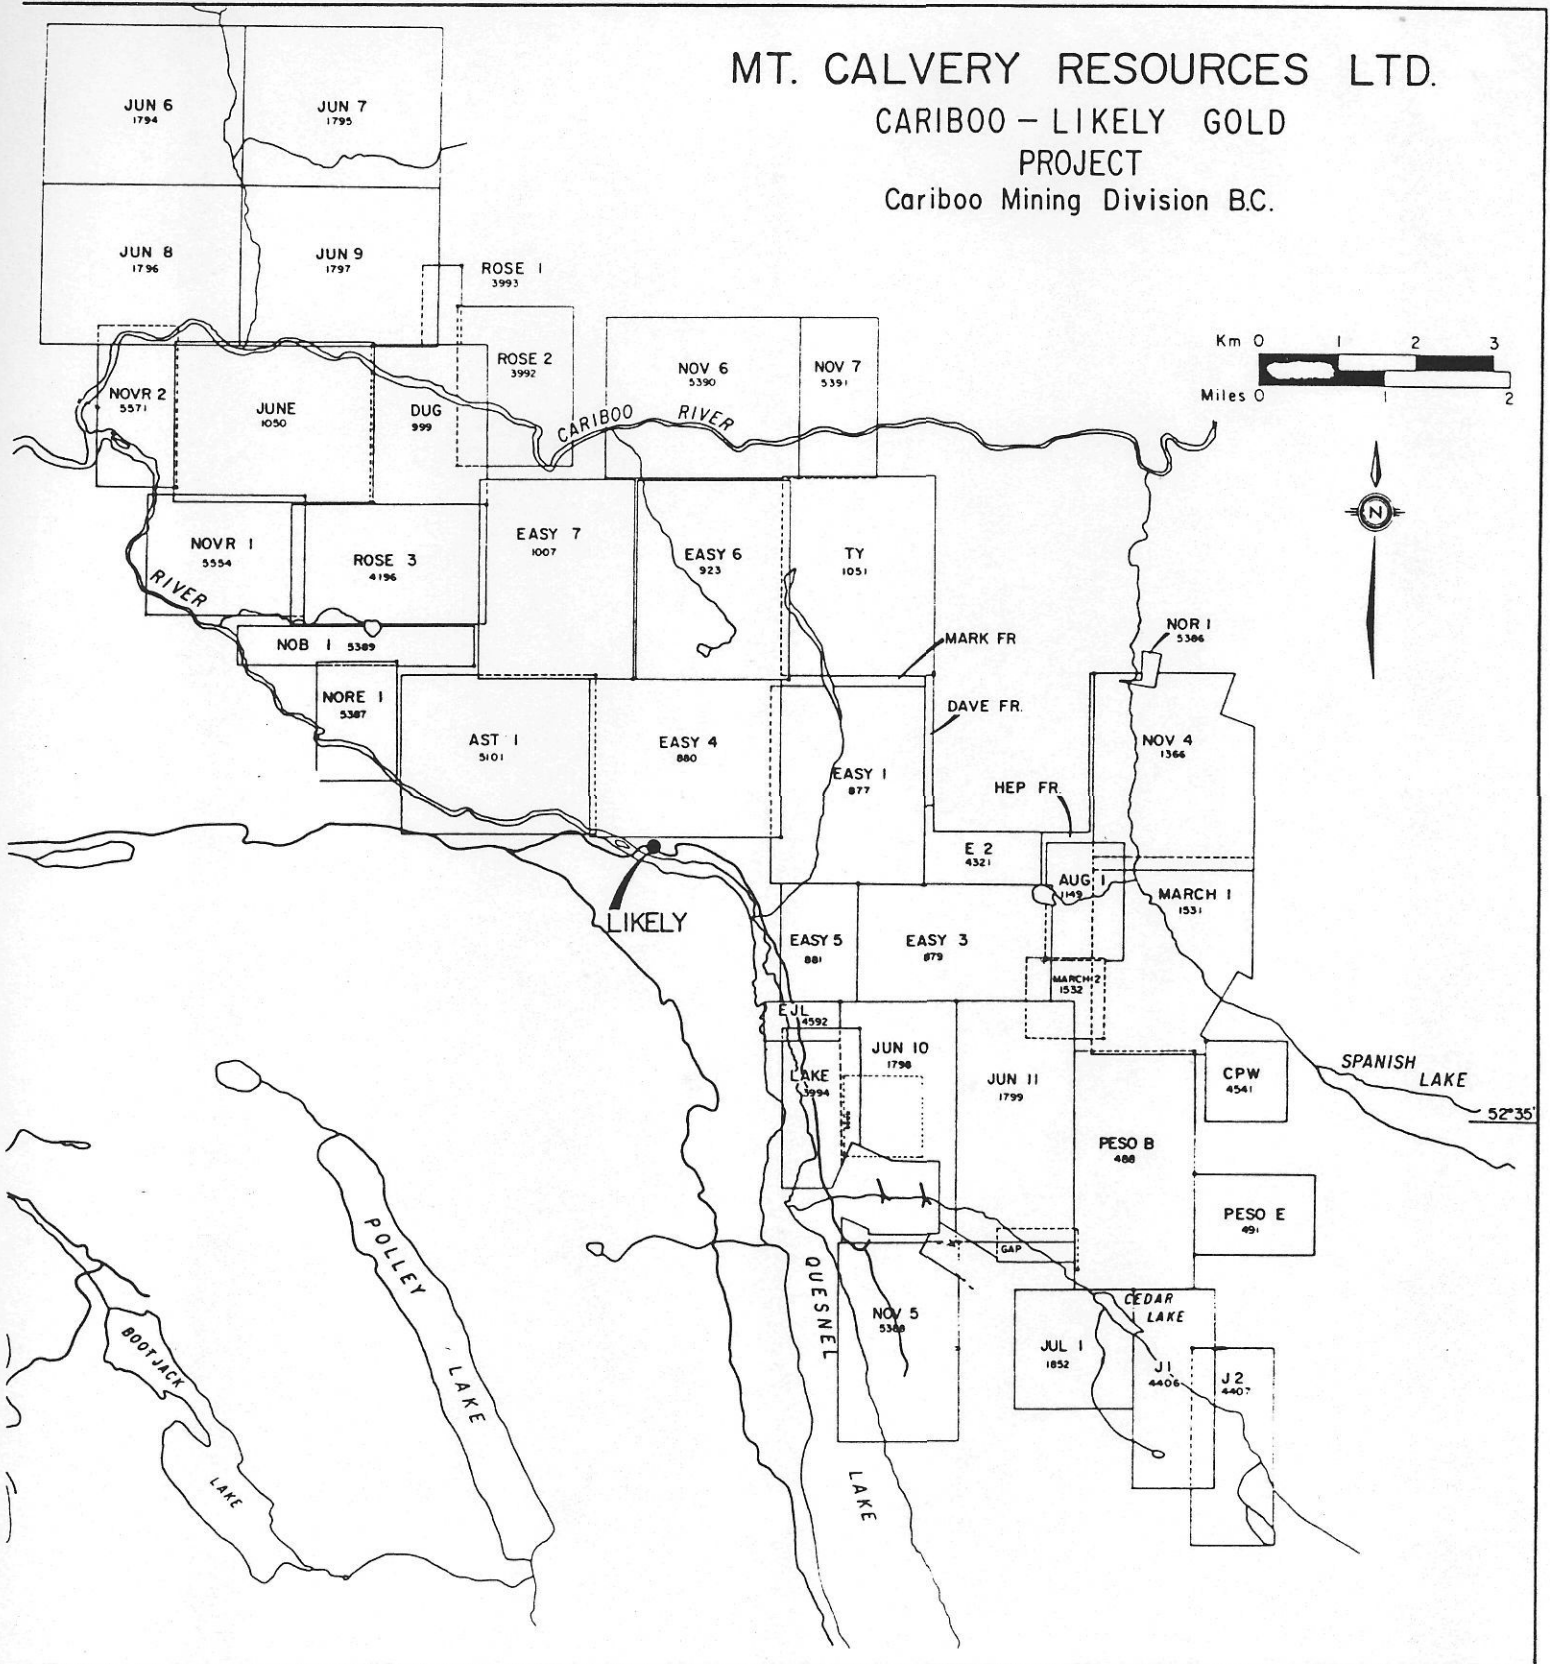 MT. CALVERY RESOURCES LTD.
CARIBOO – LIKELY GOLD
PROJECT
Cariboo Mining Division B.C.
JUN 6
1794
JUN 7
1795
JUN 8
1796
JUN 9
1797
ROSE 1
3993
ROSE 2
3992
NOV 6
5390
NOV 7
5391
Km 0 1 2 3
Miles 0 1 2
N
NOVR 2
5571
JUNE
1050
DUG
999
CARIBOO RIVER
NOVR 1
5554
ROSE 3
4196
EASY 7
1007
EASY 6
923
TY
1051
RIVER
NOB 1 5389
MARK FR
NOR 1
5386
NORE 1
5387
AST 1
5101
EASY 4
880
DAVE FR.
EASY 1
877
NOV 4
1366
HEP FR.
E 2
4321
AUG 1
1149
MARCH 1
1531
LIKELY
EASY 5
881
EASY 3
879
MARCH 2
1532
EJL
4592
JUN 10
1798
LAKE
3994
JUN 11
1799
CPW
4541
SPANISH
LAKE
52°35'
PESO B
488
PESO E
491
GAP
POLLEY
LAKE
QUESNEL
LAKE
NOV 5
5388
CEDAR
LAKE
JUL 1
1852
J1
4406
J2
4407
BOOTJACK
LAKE